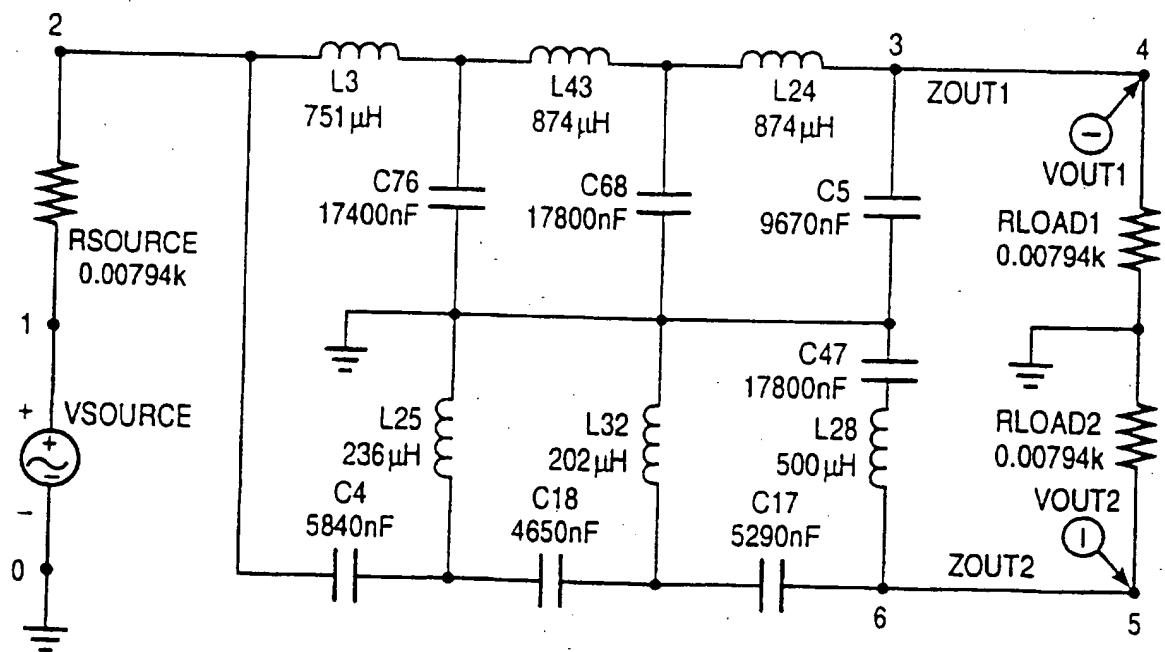 2
3
4
L3
751µH
L43
874µH
L24
874µH
ZOUT1
VOUT1
C76
17400nF
C68
17800nF
C5
9670nF
RSOURCE
0.00794k
RLOAD1
0.00794k
1
+
VSOURCE
+
−
−
0
C47
17800nF
L25
236µH
L32
202µH
L28
500µH
RLOAD2
0.00794k
C4
5840nF
C18
4650nF
C17
5290nF
VOUT2
ZOUT2
6
5